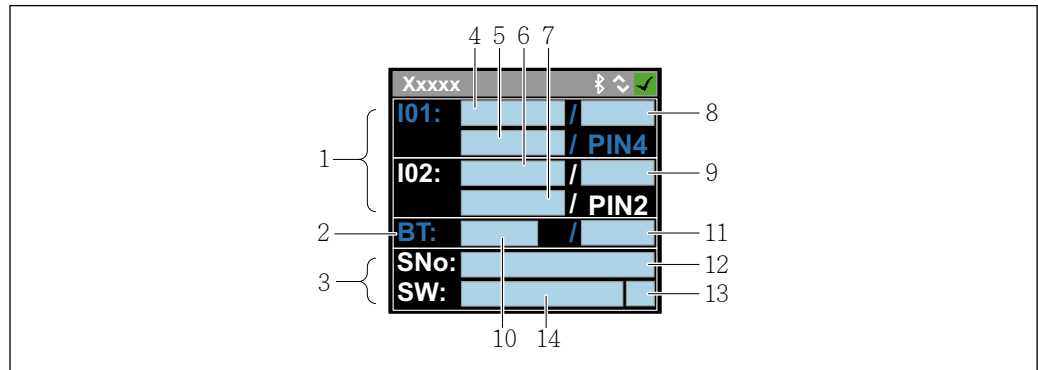 4 5 6 7
Xxxxx
I01: / 8
1 / PIN4
I02: / 9
/ PIN2
2 BT: / 11
3 SNo: 12
SW: 13
10 14